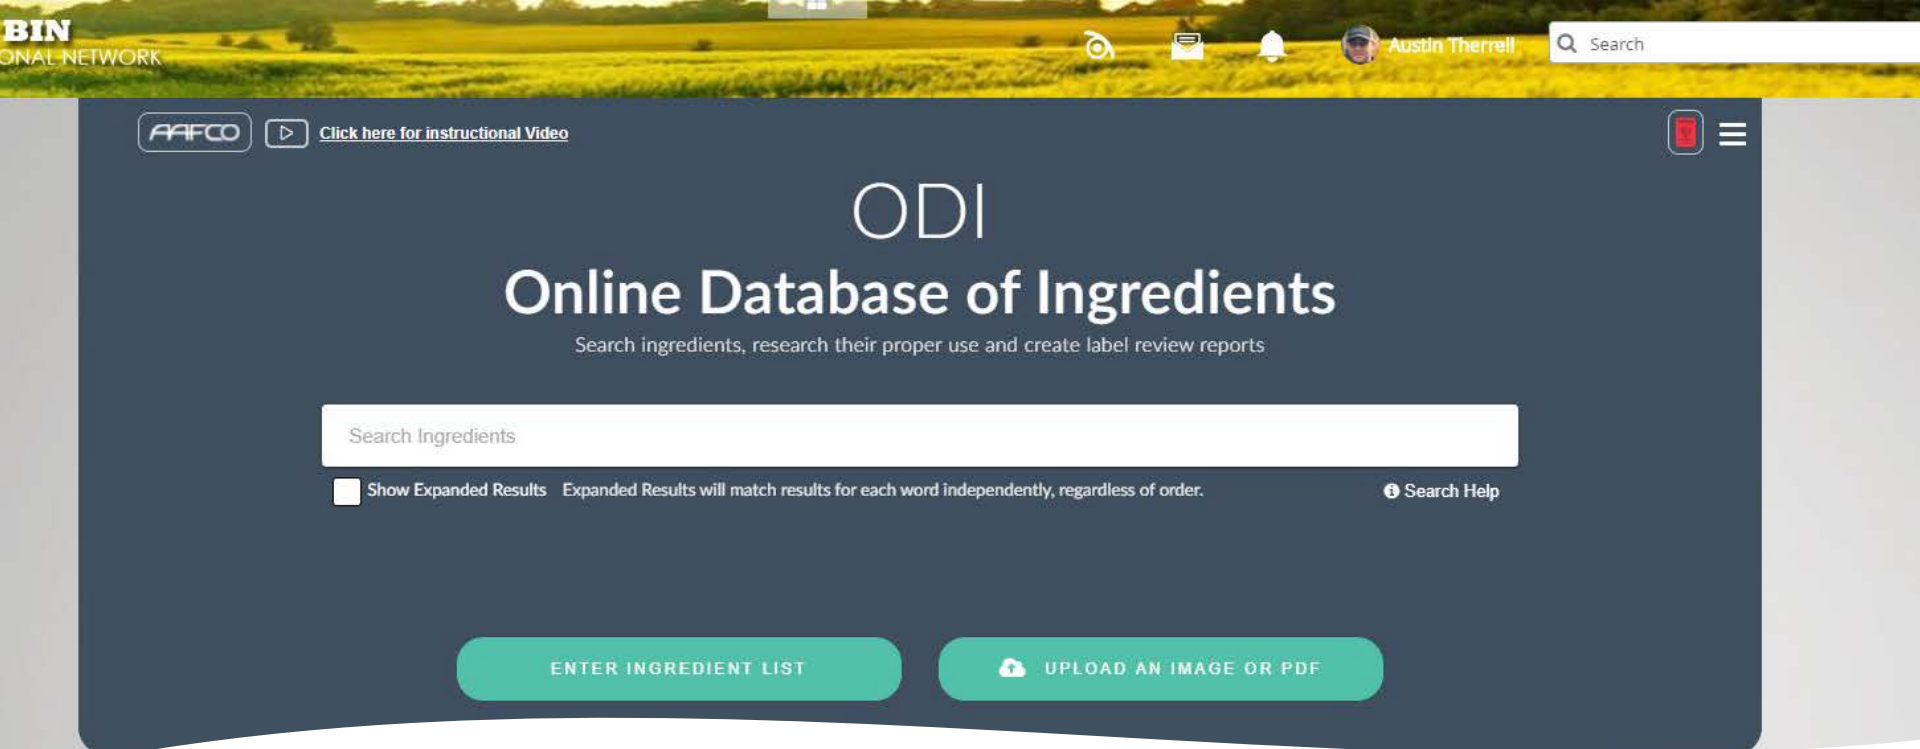 BIN
ONAL NETWORK
Austin Therrell
Search
AAFCO
Click here for instructional Video
ODI
Online Database of Ingredients
Search ingredients, research their proper use and create label review reports
Search Ingredients
Show Expanded Results Expanded Results will match results for each word independently, regardless of order.
Search Help
ENTER INGREDIENT LIST
UPLOAD AN IMAGE OR PDF